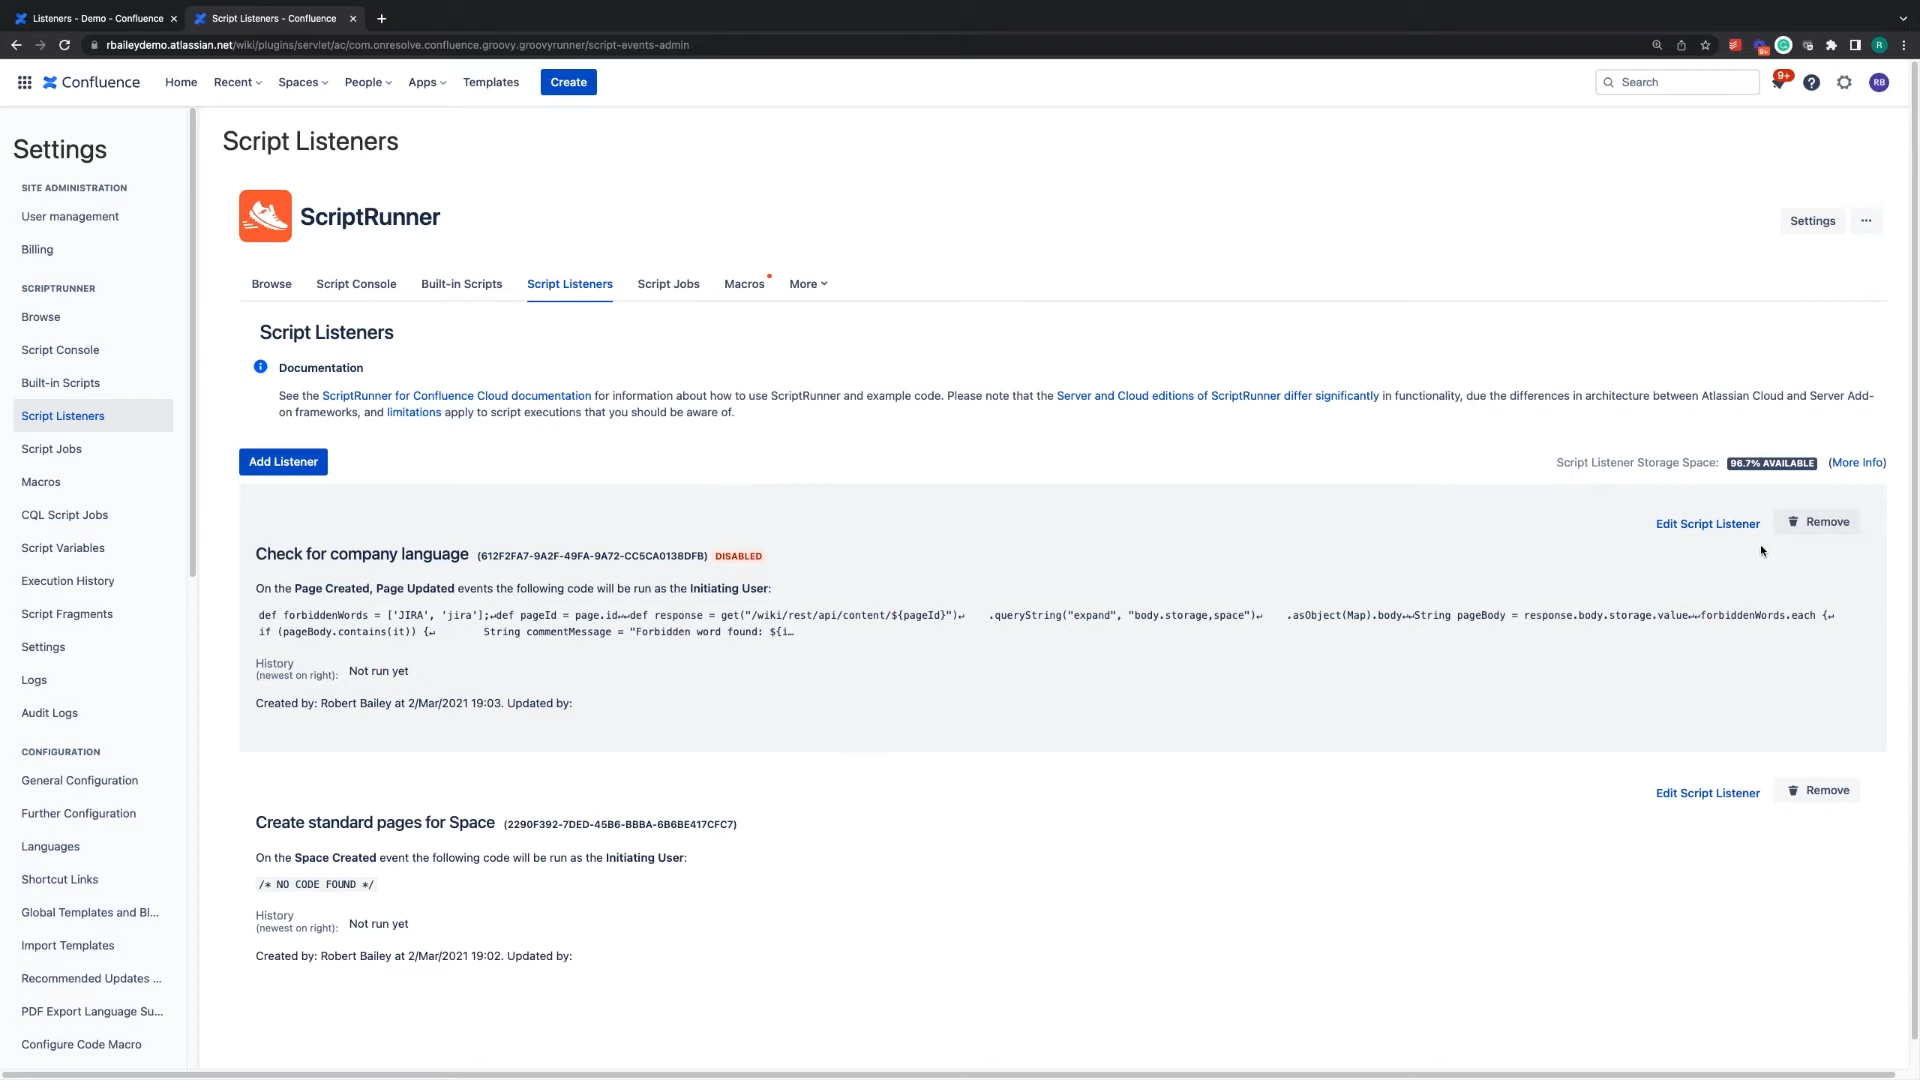 Listeners - Demo - Confluence
Script Listeners - Confluence
rbaileydemo.atlassian.net/wiki/plugins/servlet/ac/com.onresolve.confluence.groovy.groovyrunner/script-events-admin
9+
R
Confluence
Home
Recent
Spaces
People
Apps
Templates
Create
Search
9+
RB
Settings
SITE ADMINISTRATION
User management
Billing
SCRIPTRUNNER
Browse
Script Console
Built-in Scripts
Script Listeners
Script Jobs
Macros
CQL Script Jobs
Script Variables
Execution History
Script Fragments
Settings
Logs
Audit Logs
CONFIGURATION
General Configuration
Further Configuration
Languages
Shortcut Links
Global Templates and Bl...
Import Templates
Recommended Updates ...
PDF Export Language Su...
Configure Code Macro
Script Listeners
ScriptRunner
Settings
Browse
Script Console
Built-in Scripts
Script Listeners
Script Jobs
Macros
More
Script Listeners
Documentation
See the ScriptRunner for Confluence Cloud documentation for information about how to use ScriptRunner and example code. Please note that the Server and Cloud editions of ScriptRunner differ significantly in functionality, due the differences in architecture between Atlassian Cloud and Server Add-
on frameworks, and limitations apply to script executions that you should be aware of.
Add Listener
Script Listener Storage Space: 96.7% AVAILABLE (More Info)
Edit Script Listener
Remove
Check for company language (612F2FA7-9A2F-49FA-9A72-CC5CA0138DFB) DISABLED
On the Page Created, Page Updated events the following code will be run as the Initiating User:
def forbiddenWords = ['JIRA', 'jira'];↵def pageId = page.id↵↵def response = get("/wiki/rest/api/content/${pageId}")↵ .queryString("expand", "body.storage,space")↵ .asObject(Map).body↵↵String pageBody = response.body.storage.value↵↵forbiddenWords.each {↵
if (pageBody.contains(it)) {↵ String commentMessage = "Forbidden word found: ${i…
History
(newest on right):
Not run yet
Created by: Robert Bailey at 2/Mar/2021 19:03. Updated by:
Edit Script Listener
Remove
Create standard pages for Space (2290F392-7DED-45B6-BBBA-6B6BE417CFC7)
On the Space Created event the following code will be run as the Initiating User:
/* NO CODE FOUND */
History
(newest on right):
Not run yet
Created by: Robert Bailey at 2/Mar/2021 19:02. Updated by: